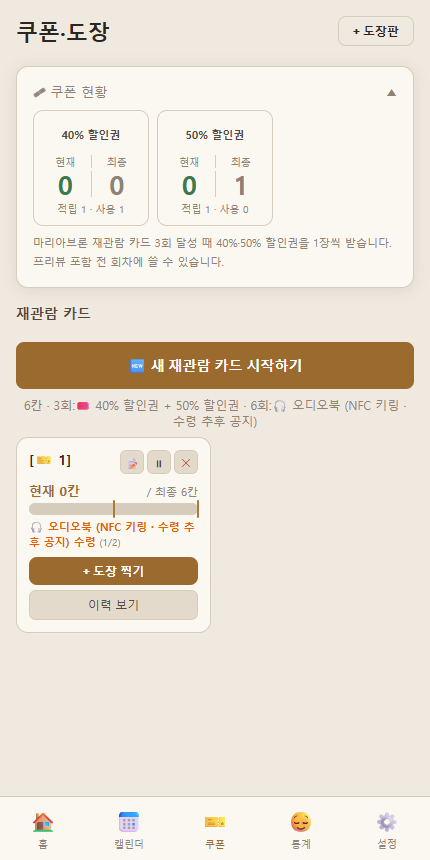 쿠폰·도장
+ 도장판
쿠폰 현황 ▲
40% 할인권
50% 할인권
현재 최종
현재 최종
0 0
0 1
적립 1 · 사용 1
적립 1 · 사용 0
마리아브론 재관람 카드 3회 달성 때 40%·50% 할인권을 1장씩 받습니다.
프리뷰 포함 전 회차에 쓸 수 있습니다.
재관람 카드
🆕 새 재관람 카드 시작하기
6칸 · 3회:🎟️ 40% 할인권 + 50% 할인권 · 6회:🎧 오디오북 (NFC 키링 ·
수령 추후 공지)
[🎫 1]
현재 0칸 / 최종 6칸
🎧 오디오북 (NFC 키링 · 수령 추
후 공지) 수령 (1/2)
+ 도장 찍기
이력 보기
홈
캘린더
쿠폰
통계
설정